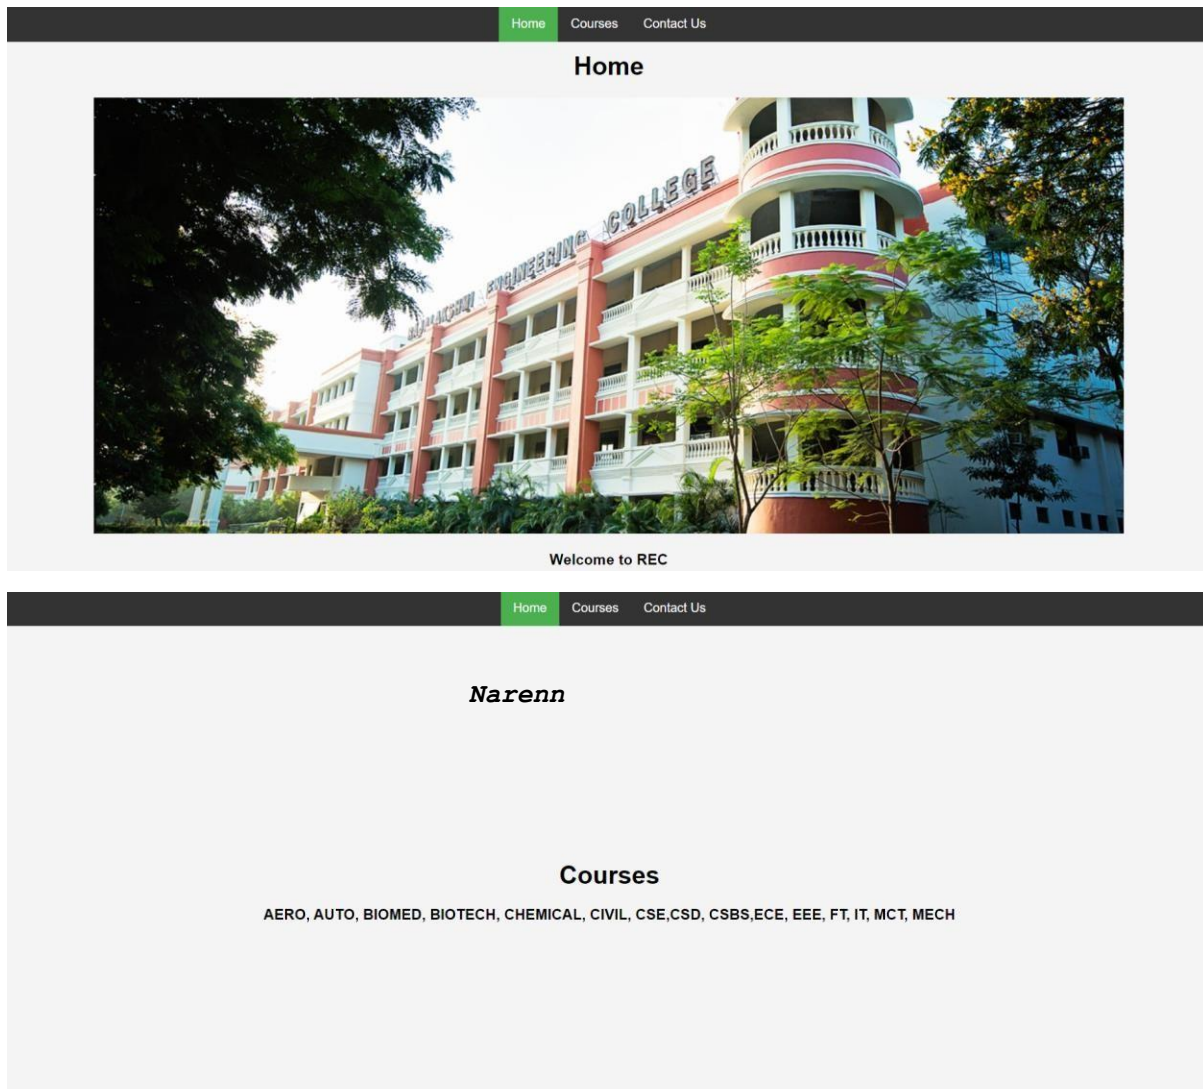 Home Courses Contact Us
Home
RAJALAKSHMI ENGINEERING COLLEGE
Welcome to REC
Home Courses Contact Us
Narenn
Courses
AERO, AUTO, BIOMED, BIOTECH, CHEMICAL, CIVIL, CSE,CSD, CSBS,ECE, EEE, FT, IT, MCT, MECH